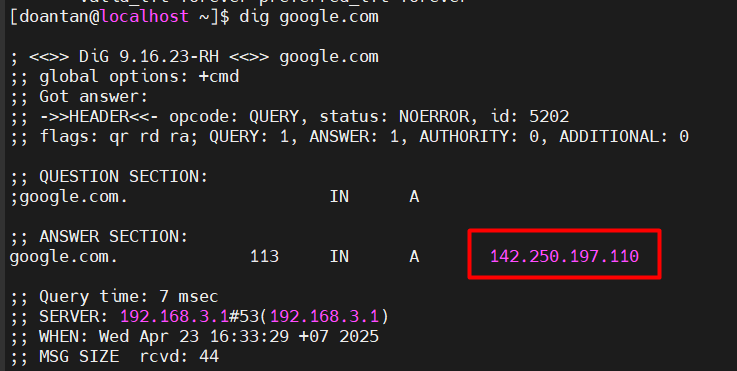 [doantan@localhost ~]$ dig google.com
; <<>> DiG 9.16.23-RH <<>> google.com
;; global options: +cmd
;; Got answer:
;; ->>HEADER<<- opcode: QUERY, status: NOERROR, id: 5202
;; flags: qr rd ra; QUERY: 1, ANSWER: 1, AUTHORITY: 0, ADDITIONAL: 0
;; QUESTION SECTION:
;google.com. IN A
;; ANSWER SECTION:
google.com. 113 IN A 142.250.197.110
;; Query time: 7 msec
;; SERVER: 192.168.3.1#53(192.168.3.1)
;; WHEN: Wed Apr 23 16:33:29 +07 2025
;; MSG SIZE rcvd: 44